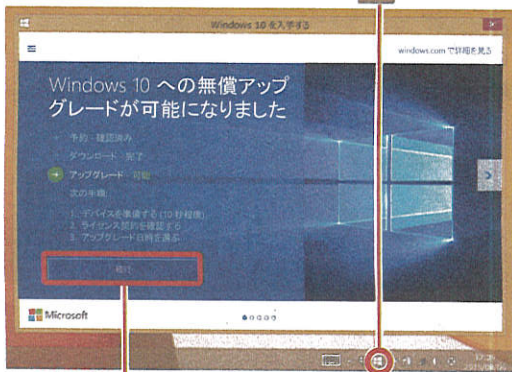 Windows 10 を入手する
windows.com で詳細を見る
Windows 10 への無償アップ
グレードが可能になりました
予約 - 確認済み
ダウンロード - 完了
アップグレード - 可能
次の手順:
1. デバイスを準備する (10 秒程度)
2. ライセンス契約を確認する
3. アップグレード日時を選ぶ
続行
Microsoft